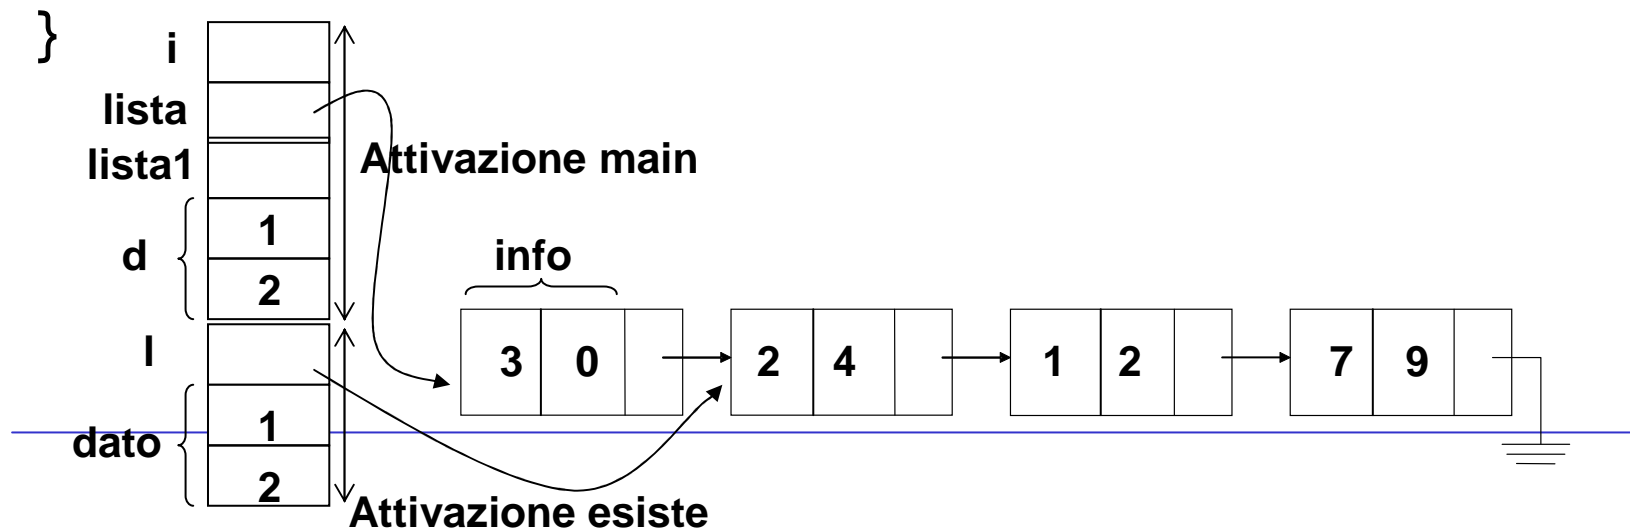 }
i
lista
lista1
Attivazione main
d
1
2
info
l
3 0
2 4
1 2
7 9
dato
1
2
Attivazione esiste